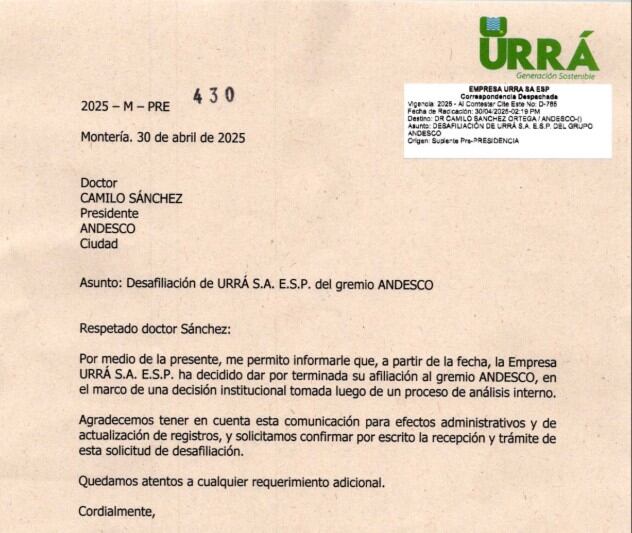 URRÁ
Generación Sostenible
EMPRESA URRA SA ESP
Correspondencia Despachada
Vigencia: 2025 - Al Contester Cite Este No: D-786
Fecha de Radicación: 30/04/2025-02:19 PM
Destino: DR CAMILO SANCHEZ ORTEGA / ANDESCO-()
Asunto: DESAFILIACIÓN DE URRÁ S.A. E.S.P. DEL GRUPO
ANDESCO
Origen: Suplente Pre-PRESIDENCIA
2025 – M – PRE 430
Montería. 30 de abril de 2025
Doctor
CAMILO SÁNCHEZ
Presidente
ANDESCO
Ciudad
Asunto: Desafiliación de URRÁ S.A. E.S.P. del gremio ANDESCO
Respetado doctor Sánchez:
Por medio de la presente, me permito informarle que, a partir de la fecha, la Empresa
URRÁ S.A. E.S.P. ha decidido dar por terminada su afiliación al gremio ANDESCO, en
el marco de una decisión institucional tomada luego de un proceso de análisis interno.
Agradecemos tener en cuenta esta comunicación para efectos administrativos y de
actualización de registros, y solicitamos confirmar por escrito la recepción y trámite de
esta solicitud de desafiliación.
Quedamos atentos a cualquier requerimiento adicional.
Cordialmente,